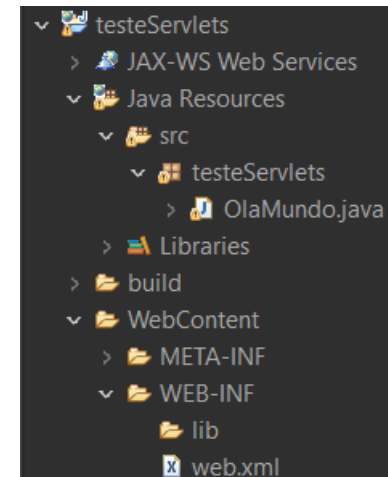 testeServlets
JAX-WS Web Services
Java Resources
src
testeServlets
OlaMundo.java
Libraries
build
WebContent
META-INF
WEB-INF
lib
web.xml